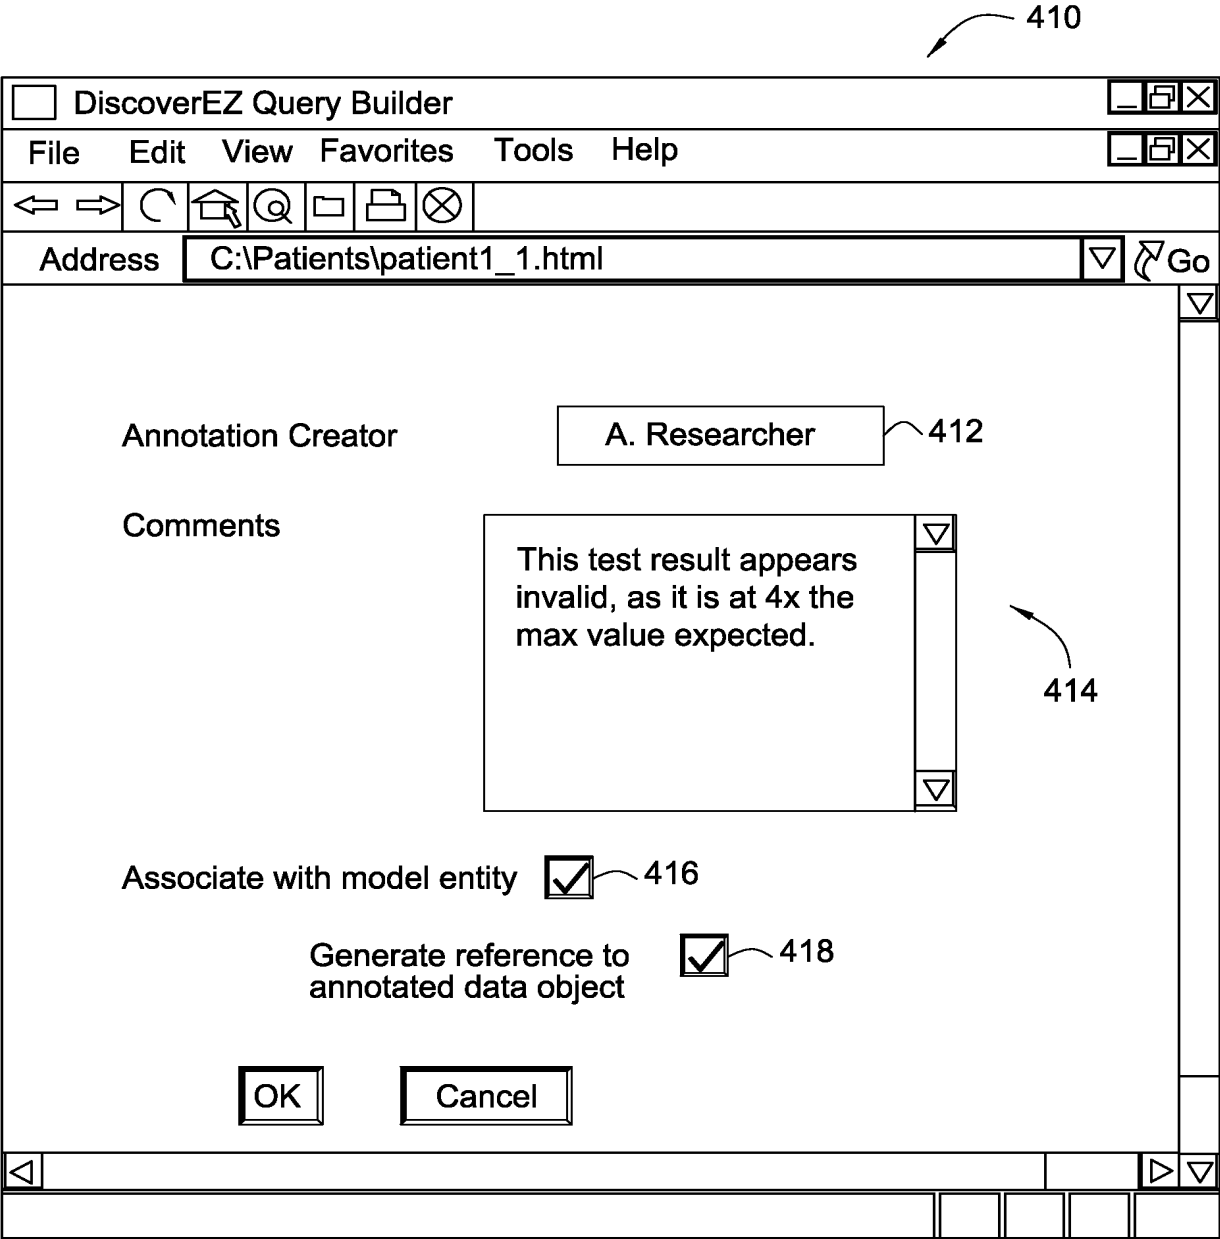 410
DiscoverEZ Query Builder
File Edit View Favorites Tools Help
Address C:\Patients\patient1_1.html Go
Annotation Creator A. Researcher 412
Comments
This test result appears
invalid, as it is at 4x the
max value expected.
414
Associate with model entity 416
Generate reference to 418
annotated data object
OK Cancel